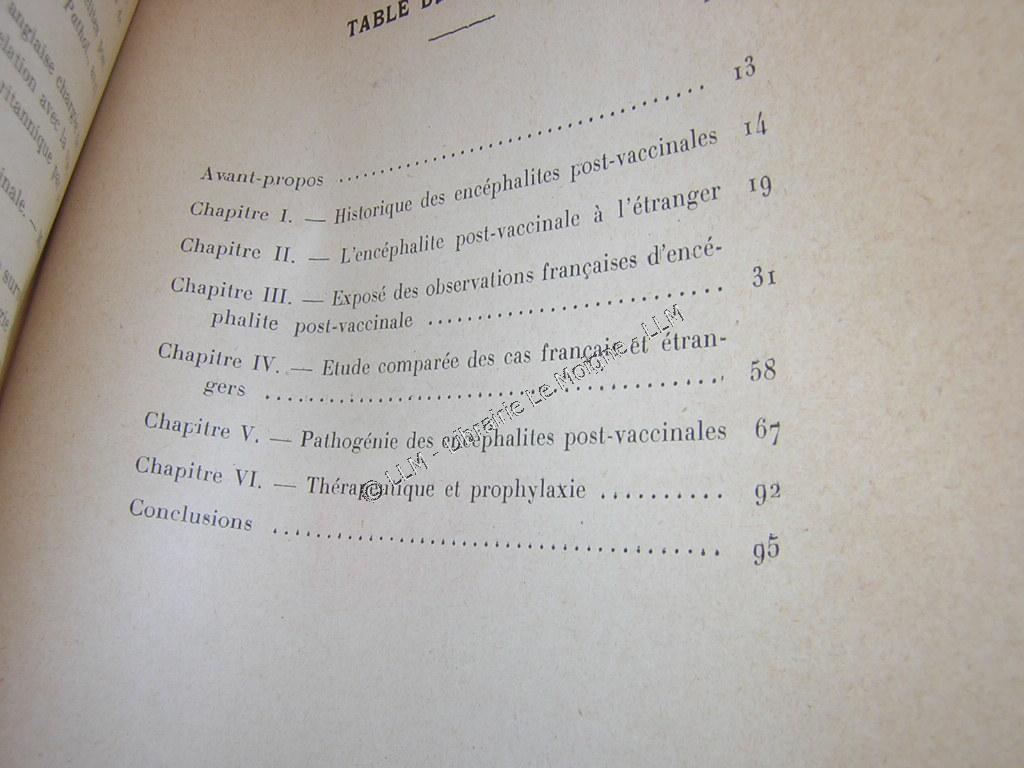 TABLE
Avant-propos ........ 13
Chapitre I. — Historique des encéphalites post-vaccinales 14
Chapitre II. — L'encéphalite post-vaccinale à l'étranger 19
Chapitre III. — Exposé des observations françaises d'encé-
phalite post-vaccinale ........ 31
Chapitre IV. — Etude comparée des cas français et étran-
gers ........ 58
Chapitre V. — Pathogénie des encéphalites post-vaccinales 67
Chapitre VI. — Thérapeutique et prophylaxie ........ 92
Conclusions ........ 95
© LLM - Librairie Le Moigne - LLM
anglaise
avec la